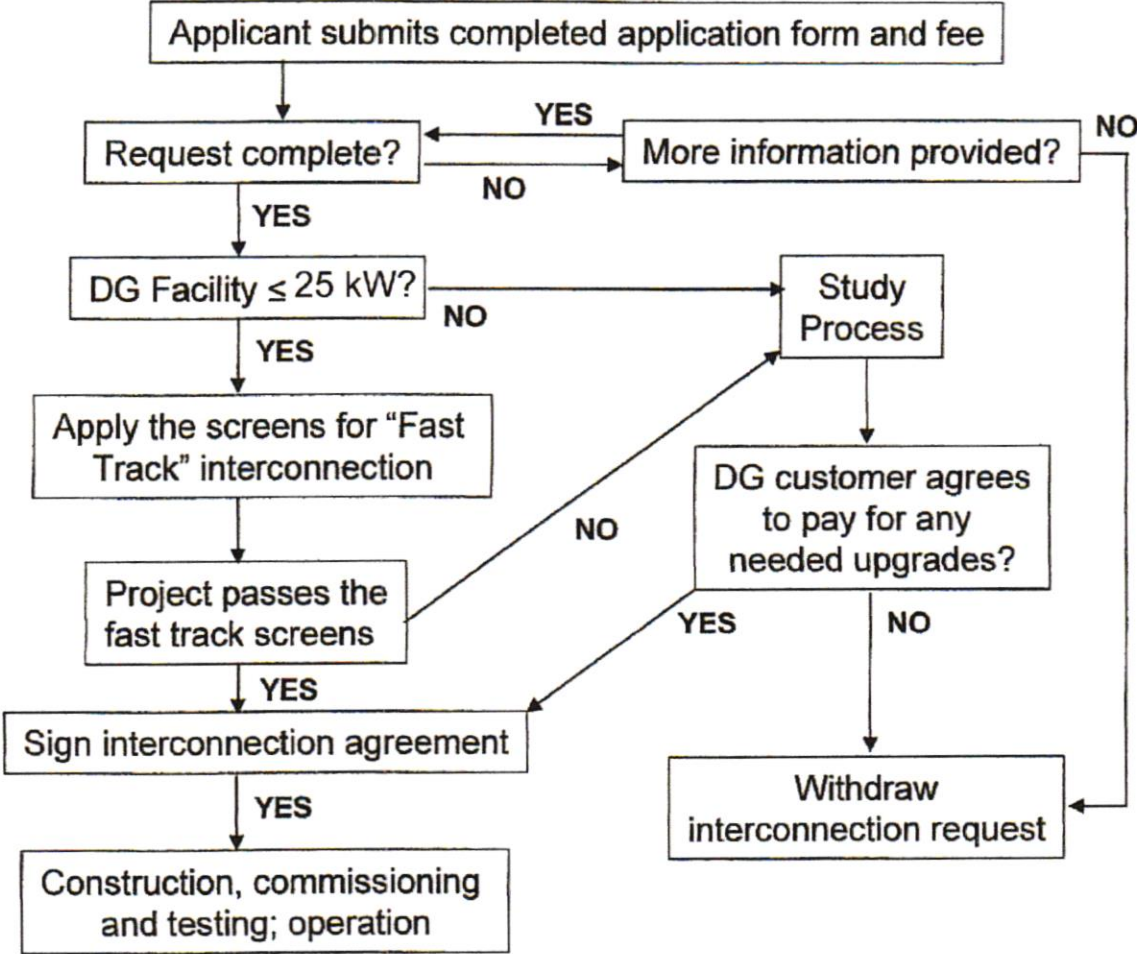 Applicant submits completed application form and fee
YES
NO
Request complete?
More information provided?
NO
YES
DG Facility ≤ 25 kW?
NO
Study
Process
YES
Apply the screens for “Fast
Track” interconnection
DG customer agrees
to pay for any
needed upgrades?
NO
Project passes the
fast track screens
YES
NO
YES
Sign interconnection agreement
Withdraw
interconnection request
YES
Construction, commissioning
and testing; operation